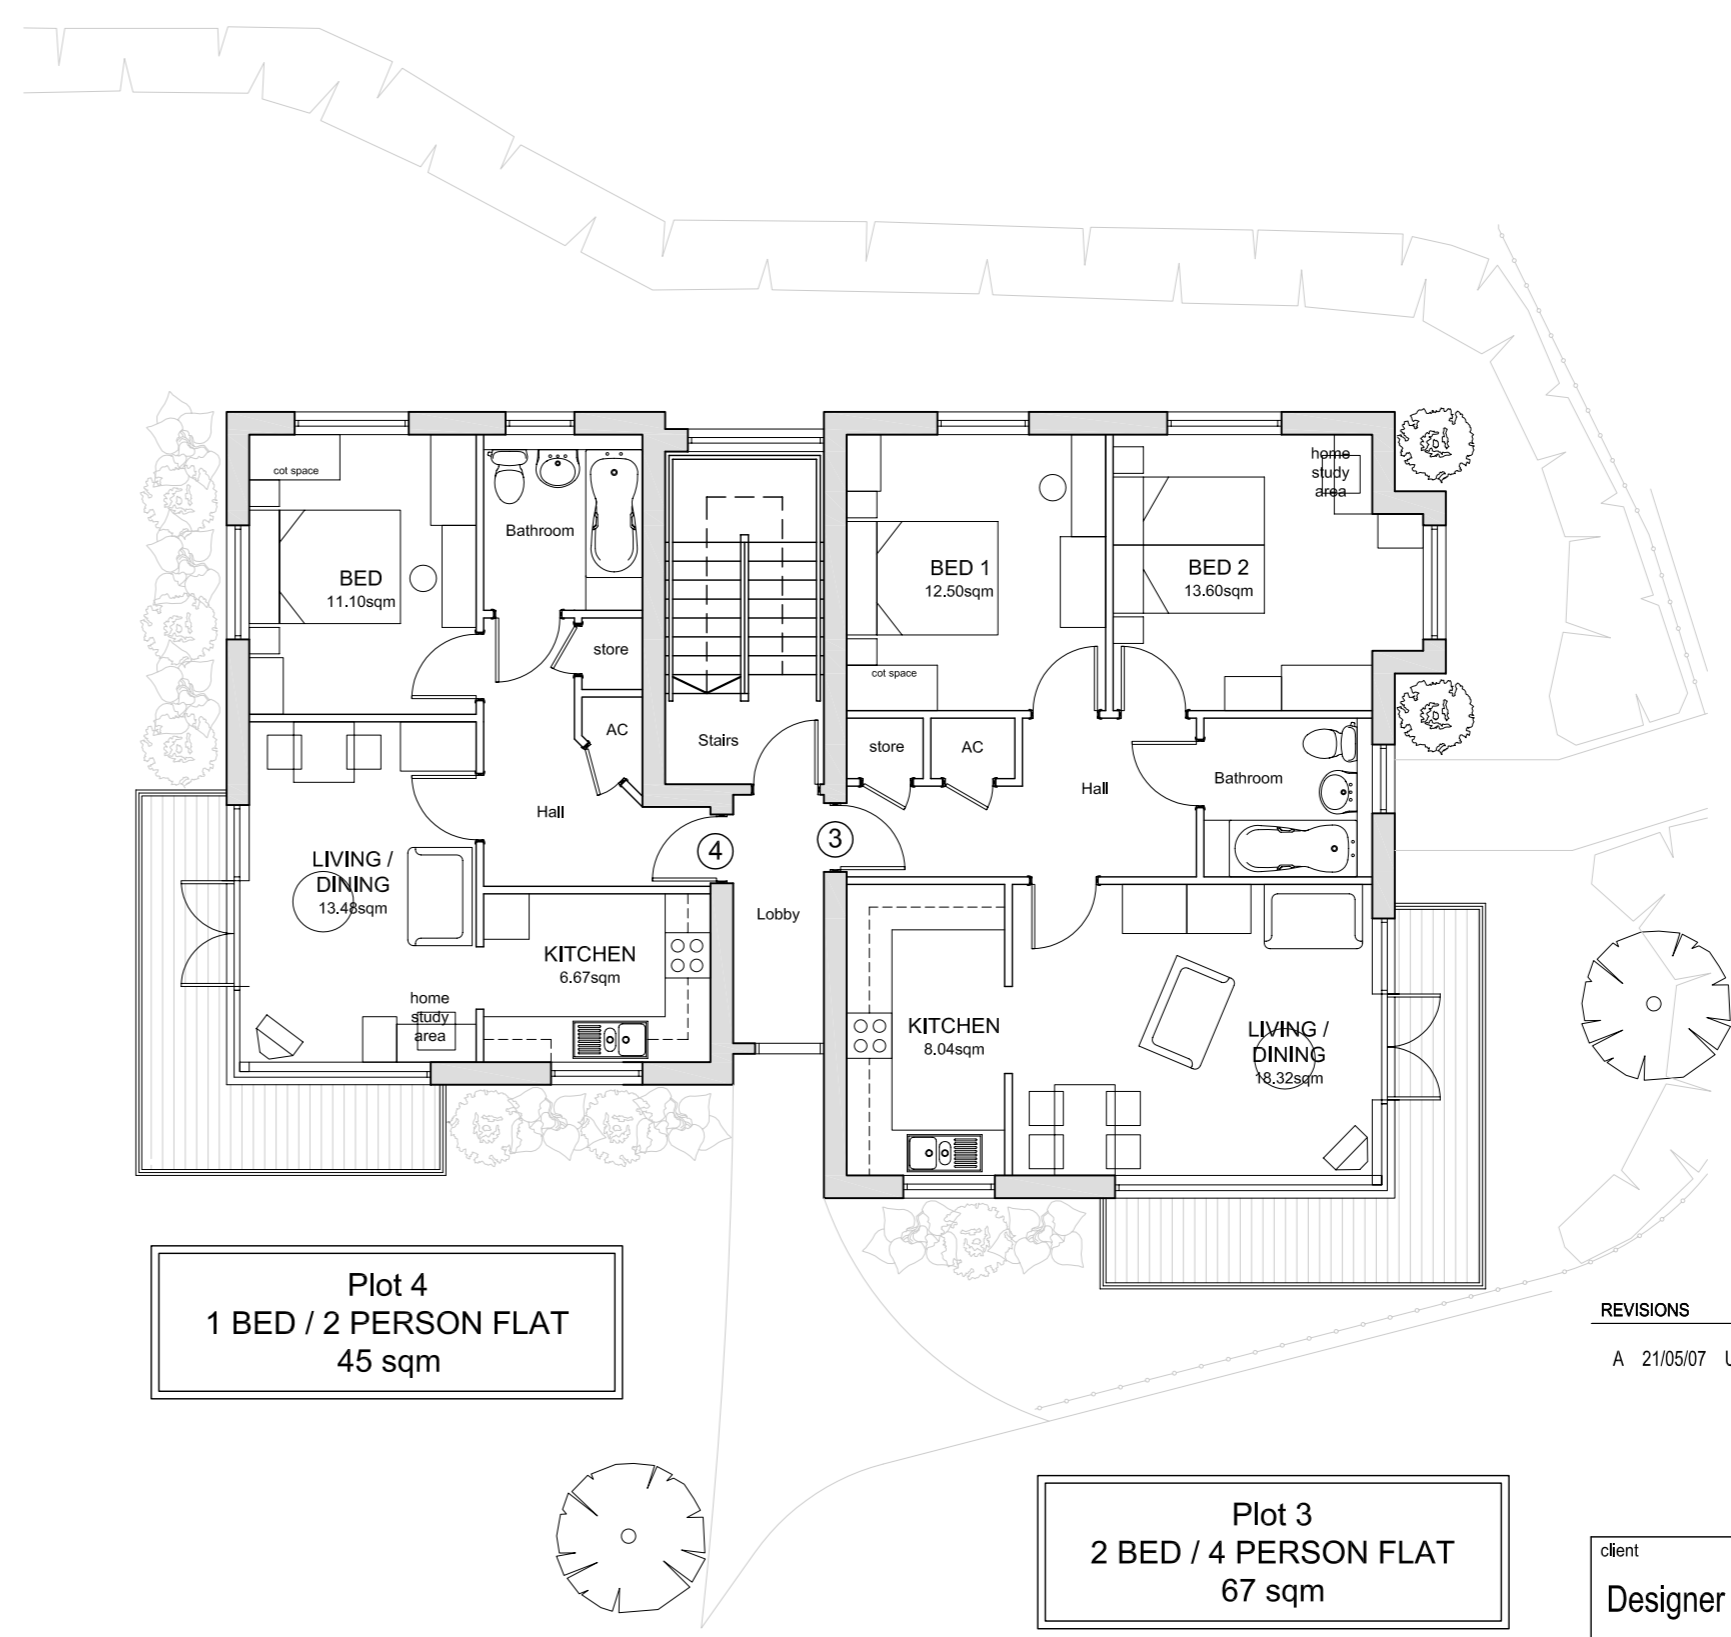 cot space
Bathroom
BED
11.10sqm
store
AC
Stairs
Hall
LIVING /
DINING
13.48sqm
KITCHEN
6.67sqm
home
study
area
4
3
Lobby
BED 1
12.50sqm
cot space
BED 2
13.60sqm
home
study
area
store
AC
Hall
Bathroom
KITCHEN
8.04sqm
LIVING /
DINING
18.32sqm
Plot 4
1 BED / 2 PERSON FLAT
45 sqm
Plot 3
2 BED / 4 PERSON FLAT
67 sqm
REVISIONS
A 21/05/07
client
Designer